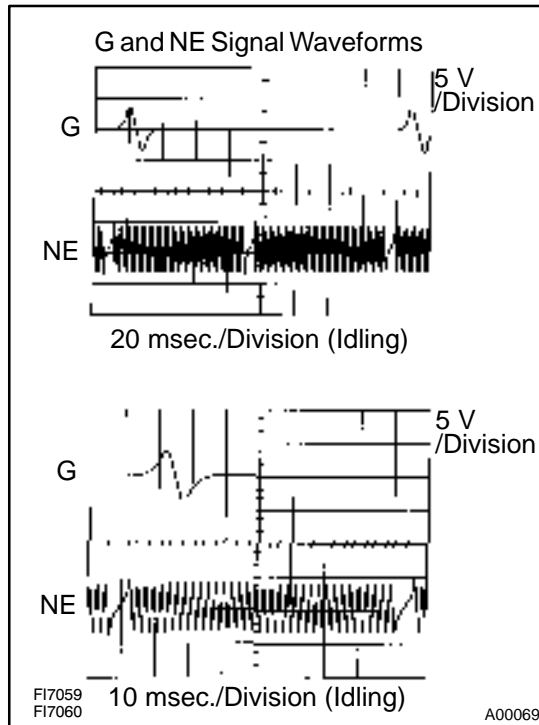 G and NE Signal Waveforms
5 V
/Division
G
NE
20 msec./Division (Idling)
5 V
/Division
G
NE
10 msec./Division (Idling)
FI7059
FI7060
A00069